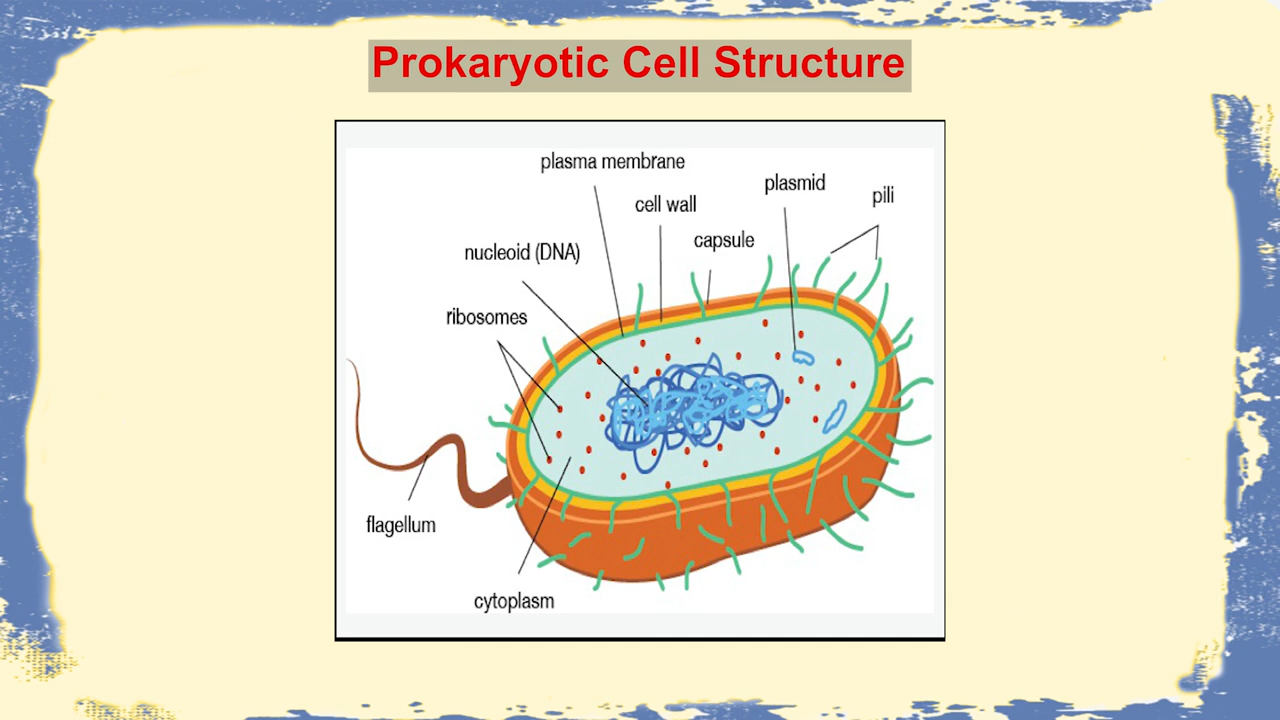 Prokaryotic Cell Structure
plasma membrane
plasmid
pili
cell wall
capsule
nucleoid (DNA)
ribosomes
flagellum
cytoplasm